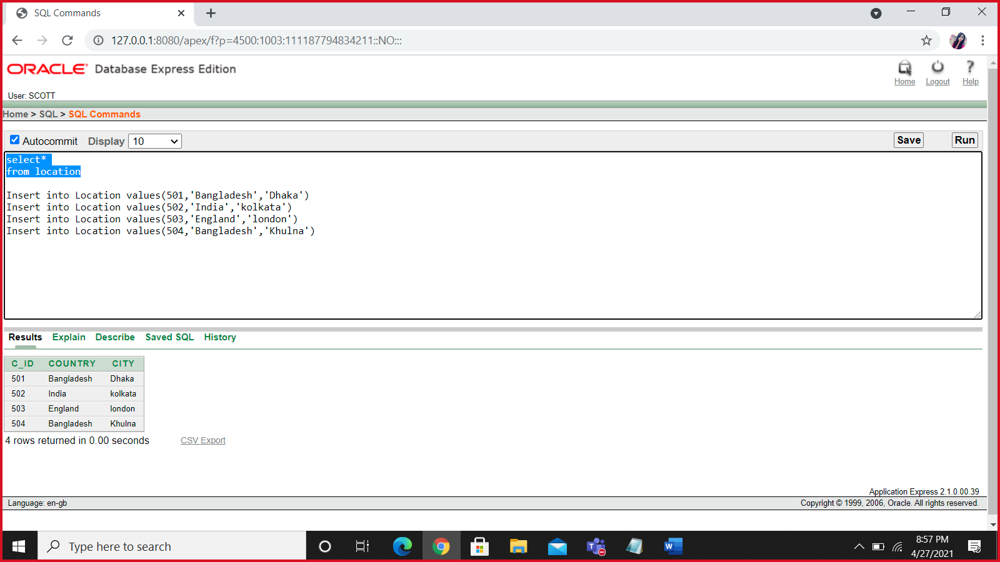 SQL Commands
127.0.0.1:8080/apex/f?p=4500:1003:111187794834211::NO:::
ORACLE Database Express Edition
Home Logout Help
User: SCOTT
Home > SQL > SQL Commands
Autocommit Display 10 Save Run
select*
from location
Insert into Location values(501,'Bangladesh','Dhaka')
Insert into Location values(502,'India','kolkata')
Insert into Location values(503,'England','london')
Insert into Location values(504,'Bangladesh','Khulna')
Results Explain Describe Saved SQL History
C_ID COUNTRY CITY
501 Bangladesh Dhaka
502 India kolkata
503 England london
504 Bangladesh Khulna
4 rows returned in 0.00 seconds CSV Export
Application Express 2.1.0.00.39
Language: en-gb Copyright © 1999, 2006, Oracle. All rights reserved.
Type here to search
8:57 PM
4/27/2021